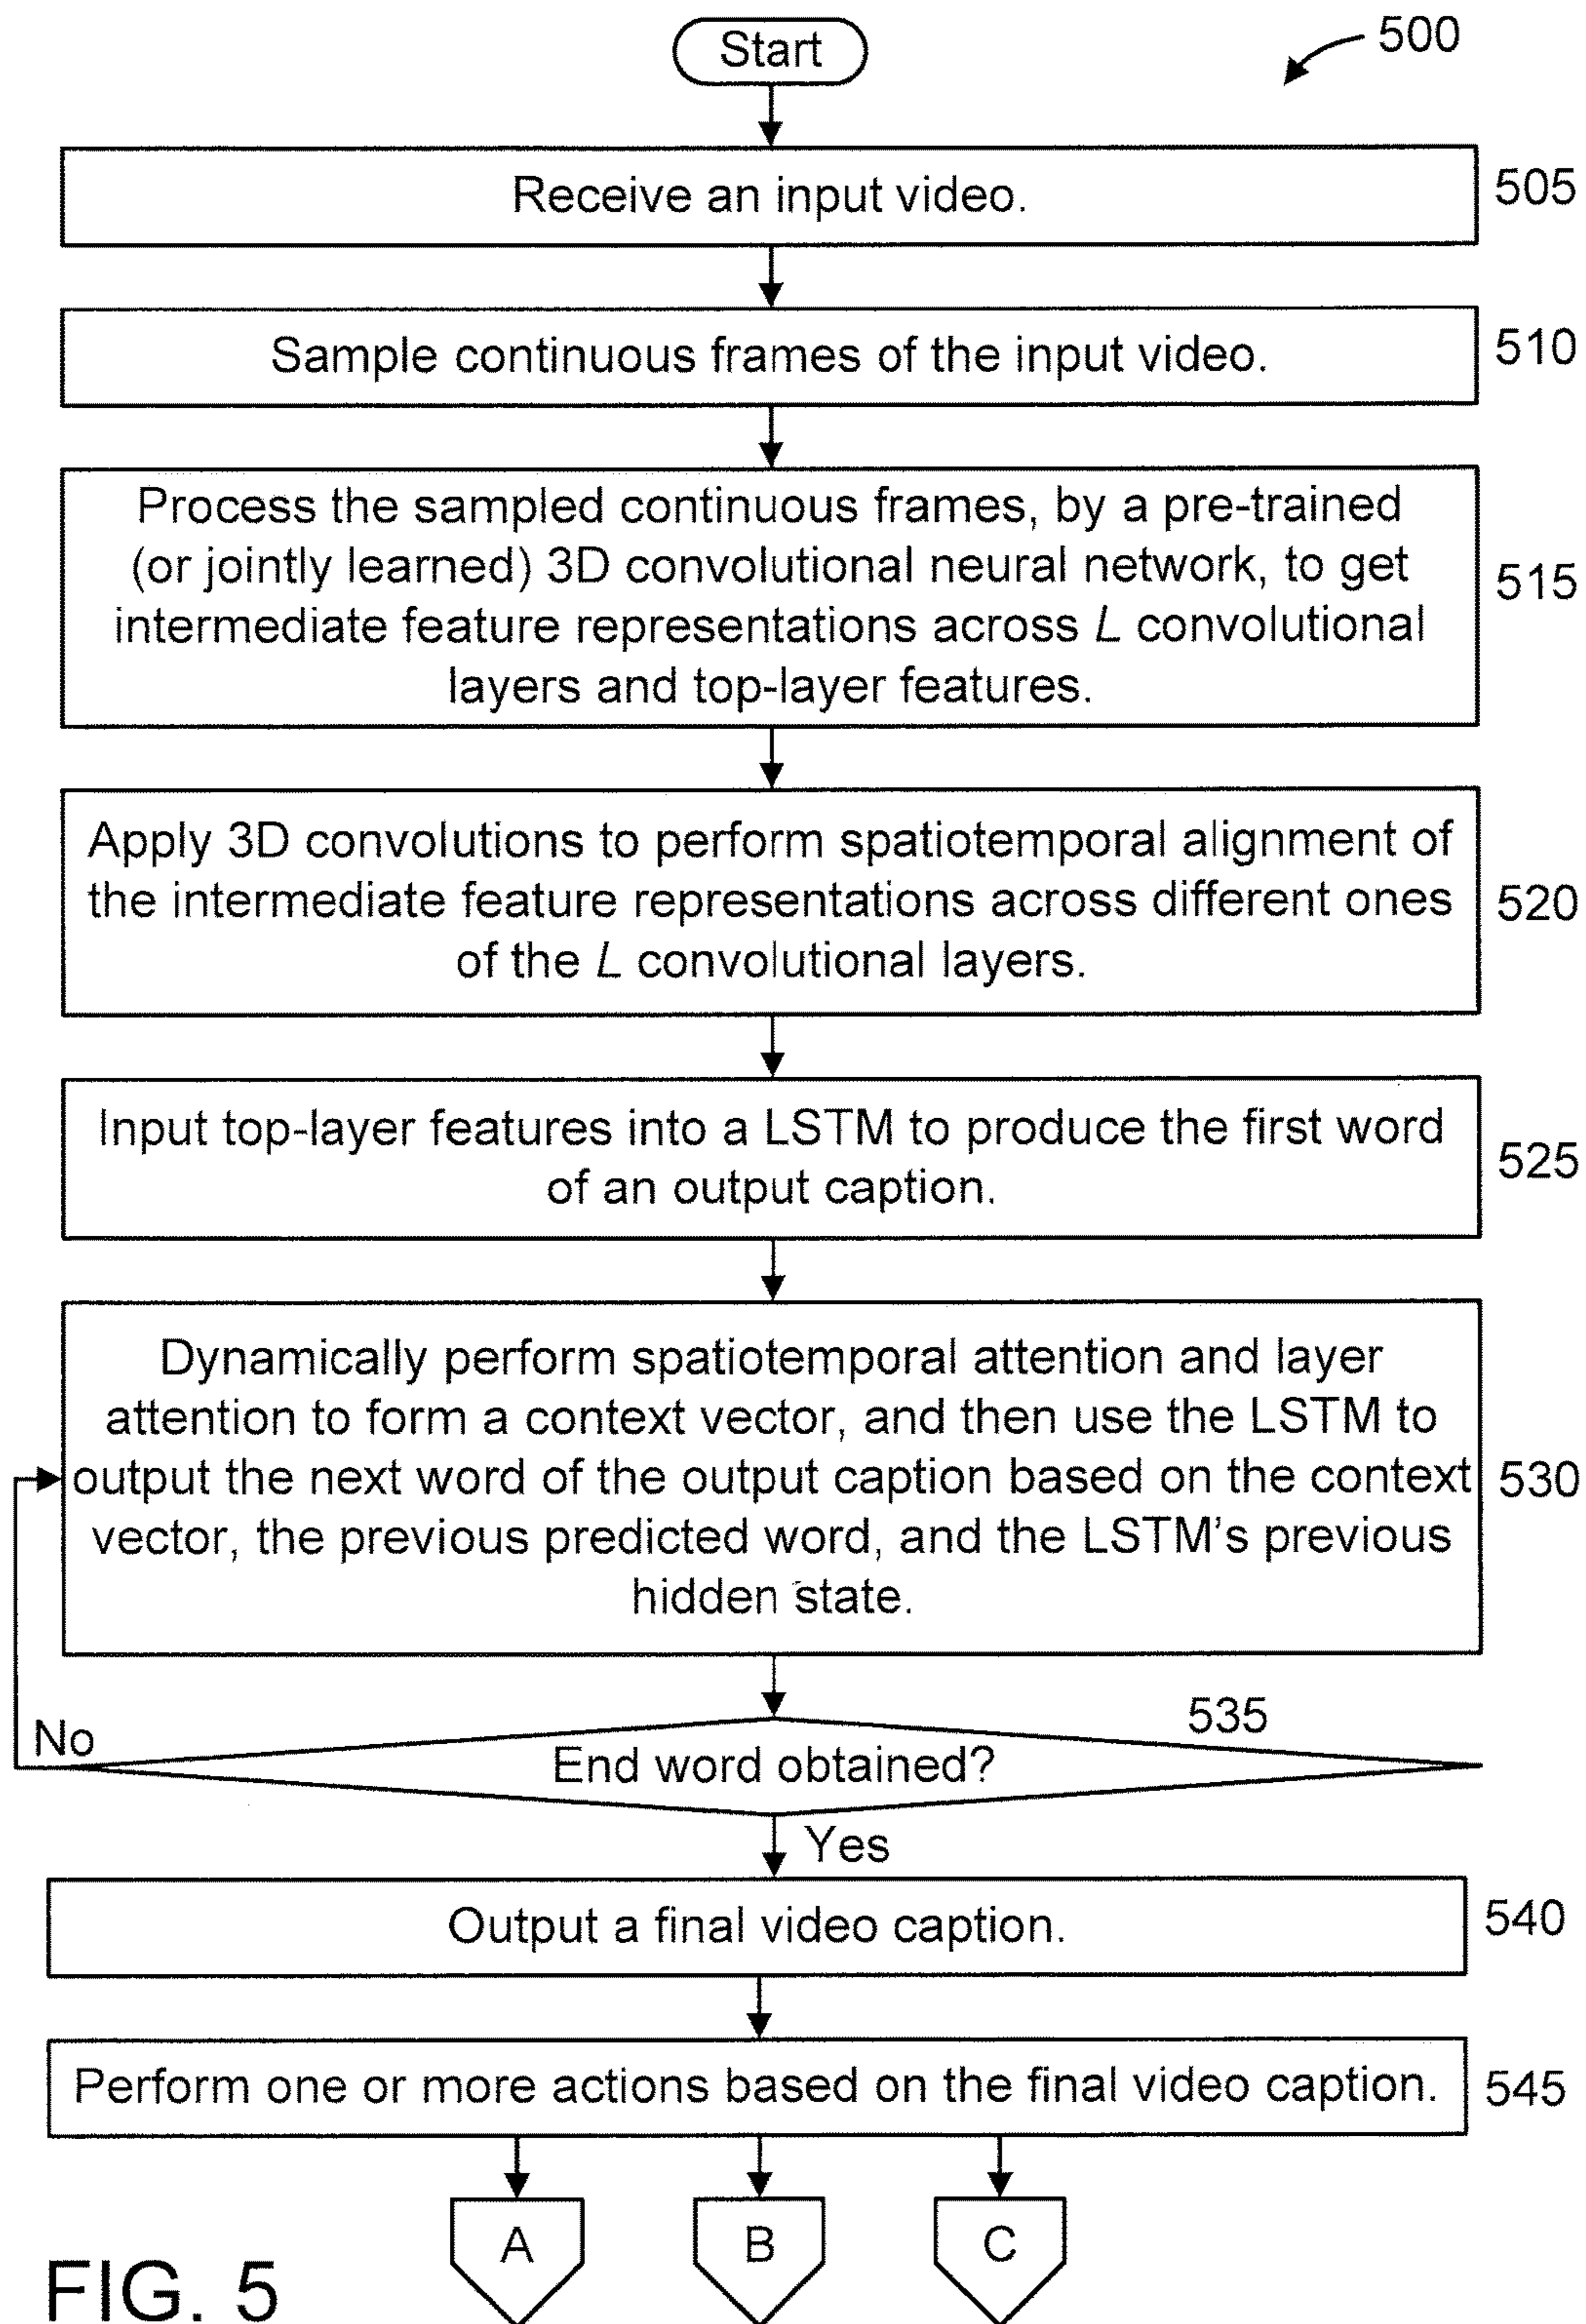 Start
500
Receive an input video.
505
Sample continuous frames of the input video.
510
Process the sampled continuous frames, by a pre-trained
(or jointly learned) 3D convolutional neural network, to get
intermediate feature representations across L convolutional
layers and top-layer features.
515
Apply 3D convolutions to perform spatiotemporal alignment of
the intermediate feature representations across different ones
of the L convolutional layers.
520
Input top-layer features into a LSTM to produce the first word
of an output caption.
525
Dynamically perform spatiotemporal attention and layer
attention to form a context vector, and then use the LSTM to
output the next word of the output caption based on the context
vector, the previous predicted word, and the LSTM's previous
hidden state.
530
535
No
End word obtained?
Yes
Output a final video caption.
540
Perform one or more actions based on the final video caption.
545
A
B
C
FIG. 5